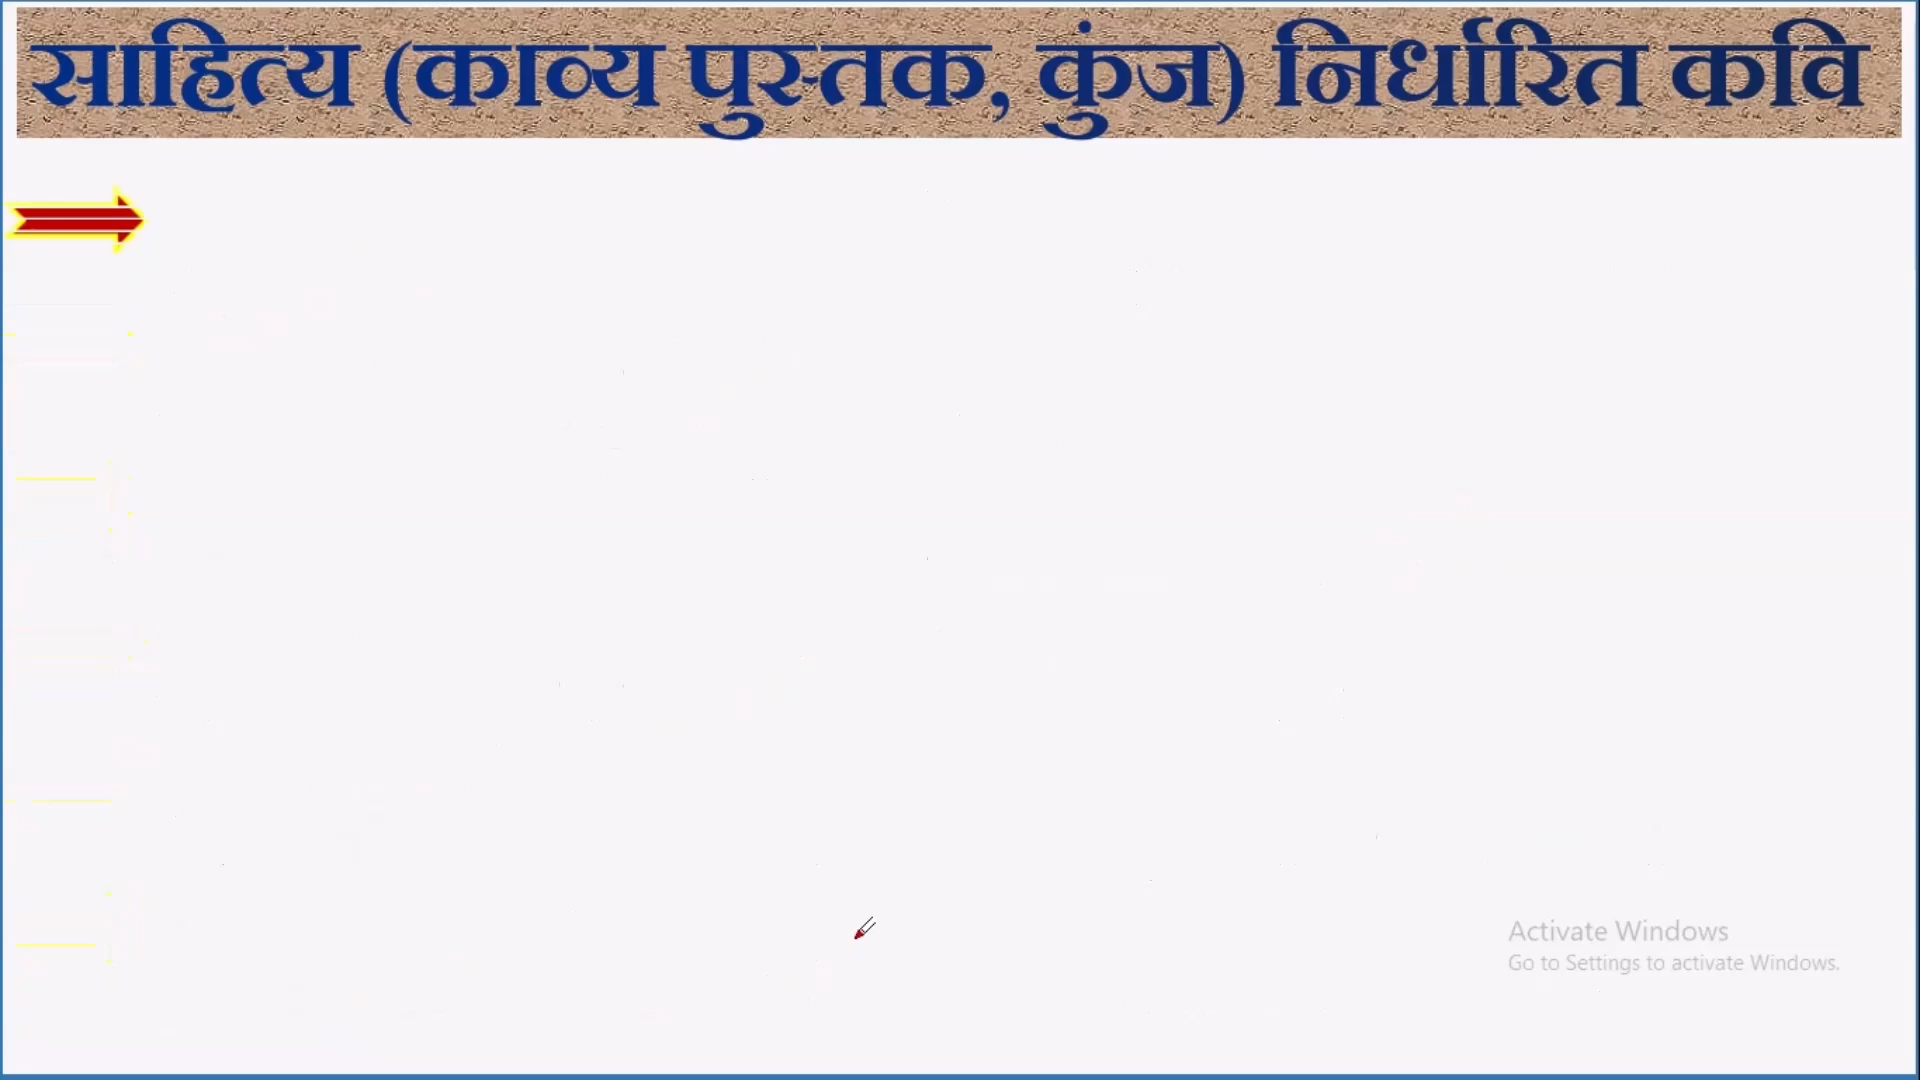 साहित्य (काव्य पुस्तक, कुंज) निर्धारित कवि
Activate Windows
Go to Settings to activate Windows.